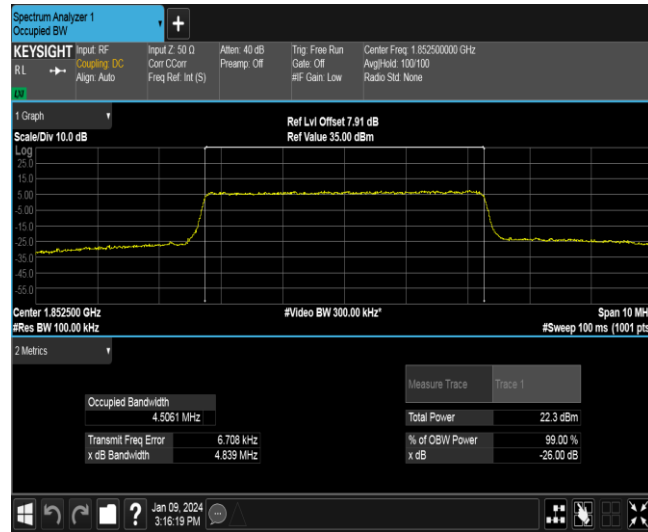 Spectrum Analyzer 1
Occupied BW
+
KEYSIGHT
RL
LNI
Input: RF
Coupling: DC
Align: Auto
Input Z: 50 Ω
Corr CCorr
Freq Ref: Int (S)
Atten: 40 dB
Preamp: Off
Trig: Free Run
Gate: Off
#IF Gain: Low
Center Freq: 1.852500000 GHz
Avg|Hold: 100/100
Radio Std: None
1 Graph
Scale/Div 10.0 dB
Ref Lvl Offset 7.91 dB
Ref Value 35.00 dBm
Log
25.0
15.0
5.00
-5.00
-15.0
-25.0
-35.0
-45.0
-55.0
Center 1.852500 GHz
#Res BW 100.00 kHz
#Video BW 300.00 kHz*
Span 10 MH
#Sweep 100 ms (1001 pts
2 Metrics
Measure Trace Trace 1
Occupied Bandwidth
4.5061 MHz
Total Power 22.3 dBm
Transmit Freq Error 6.708 kHz
% of OBW Power 99.00 %
x dB Bandwidth 4.839 MHz
x dB -26.00 dB
?
Jan 09, 2024
3:16:19 PM